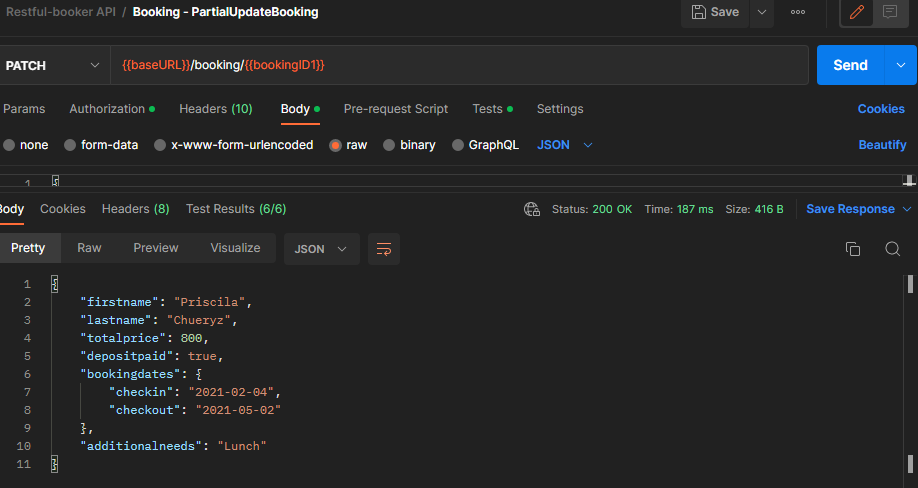 Restful-booker API / Booking - PartialUpdateBooking Save
PATCH {{baseURL}}/booking/{{bookingID1}} Send
Params Authorization Headers (10) Body Pre-request Script Tests Settings Cookies
none form-data x-www-form-urlencoded raw binary GraphQL JSON Beautify
1 {
Body Cookies Headers (8) Test Results (6/6) Status: 200 OK Time: 187 ms Size: 416 B Save Response
Pretty Raw Preview Visualize JSON
1 {
2 "firstname": "Priscila",
3 "lastname": "Chueryz",
4 "totalprice": 800,
5 "depositpaid": true,
6 "bookingdates": {
7 "checkin": "2021-02-04",
8 "checkout": "2021-05-02"
9 },
10 "additionalneeds": "Lunch"
11 }